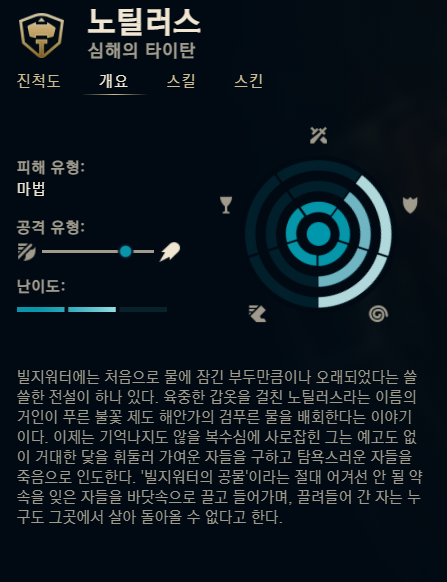 노틸러스
심해의 타이탄
진척도 개요 스킬 스킨
피해 유형:
마법
공격 유형:
난이도:
빌지워터에는 처음으로 물에 잠긴 부두만큼이나 오래되었다는 쓸
쓸한 전설이 하나 있다. 육중한 갑옷을 걸친 노틸러스라는 이름의
거인이 푸른 불꽃 제도 해안가의 검푸른 물을 배회한다는 이야기
이다. 이제는 기억나지도 않을 복수심에 사로잡힌 그는 예고도 없
이 거대한 닻을 휘둘러 가여운 자들을 구하고 탐욕스러운 자들을
죽음으로 인도한다. '빌지워터의 공물'이라는 절대 어겨선 안 될 약
속을 잊은 자들을 바닷속으로 끌고 들어가며, 끌려들어 간 자는 누
구도 그곳에서 살아 돌아올 수 없다고 한다.